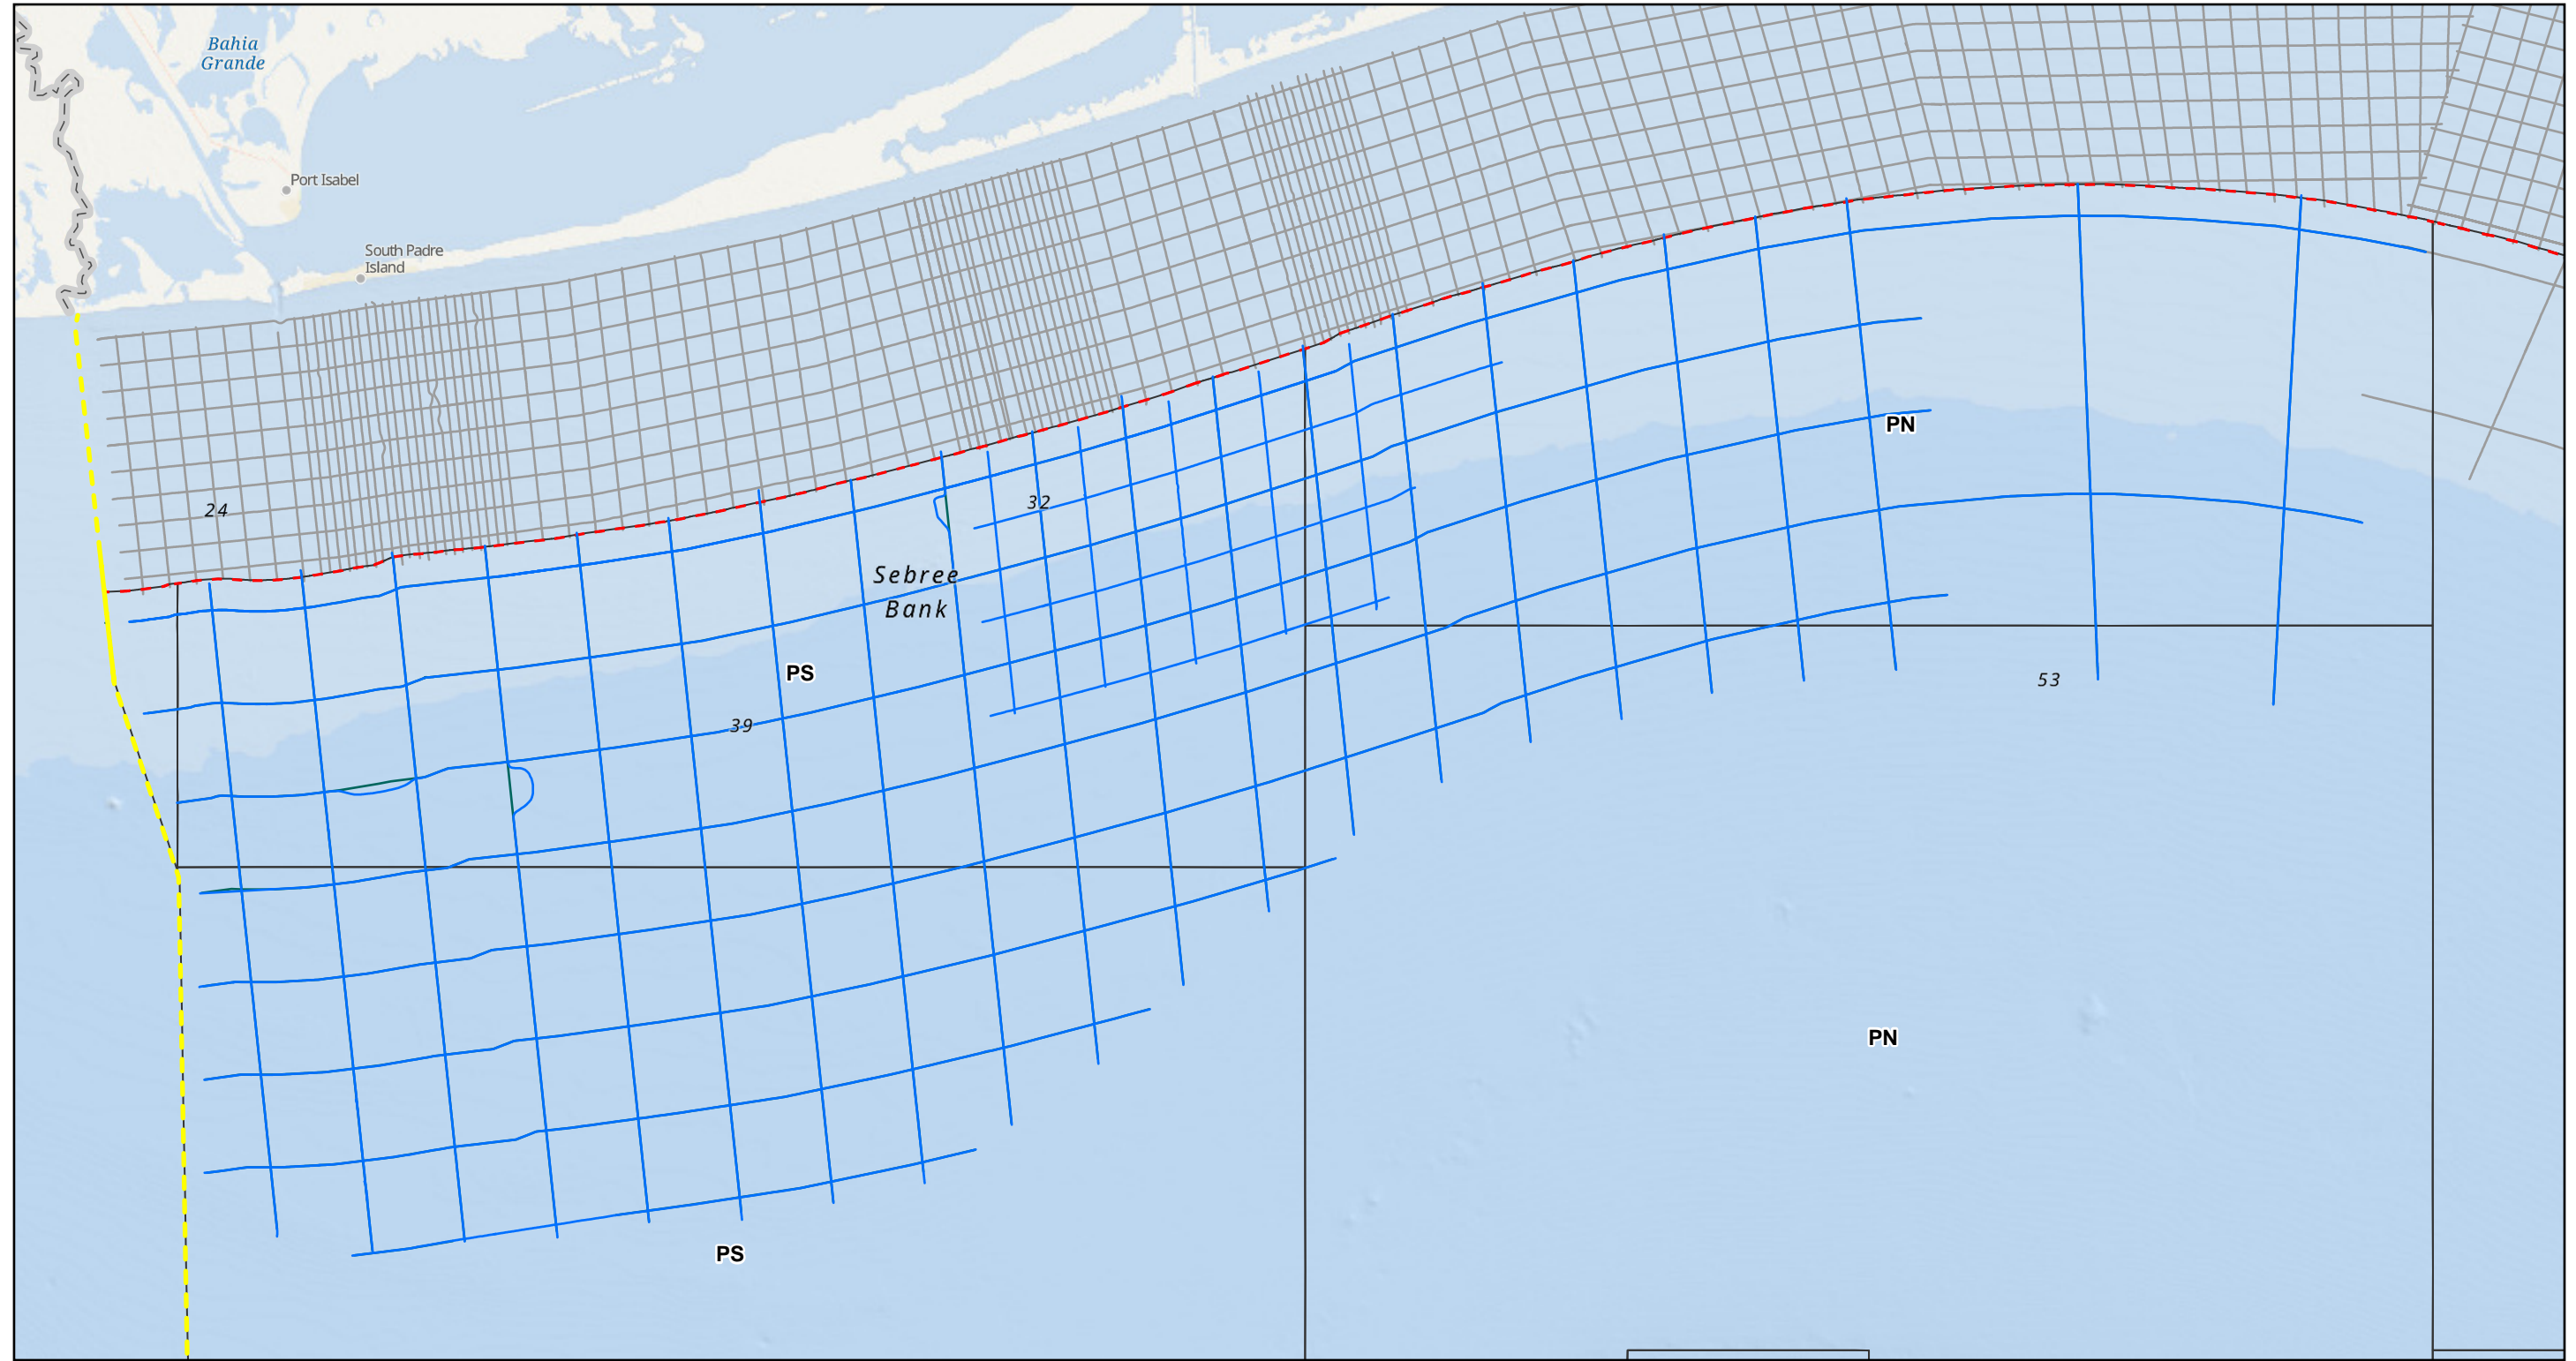 Bahia
Grande
Port Isabel
South Padre
Island
PN
24
32
Sebree
Bank
PS
53
39
PN
PS